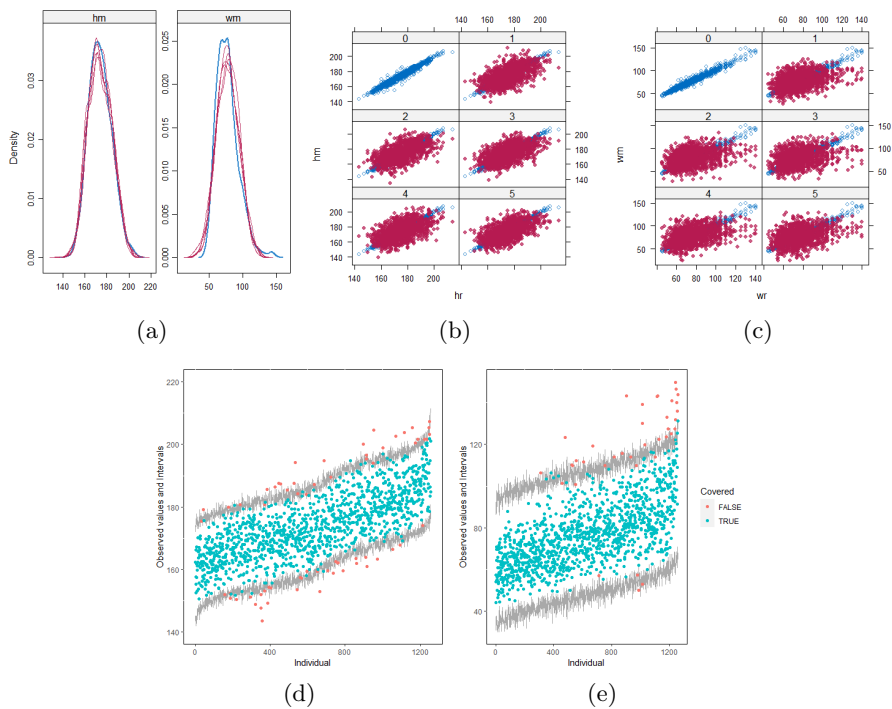 hm
wm
Density
0.00
0.01
0.02
0.03
0.000
0.005
0.010
0.015
0.020
0.025
140 160 180 200 220
50 100 150
(a)
140 160 180 200
0 1
2 3
4 5
140
160
180
200
140
160
180
200
140
160
180
200
hm
140 160 180 200
hr
(b)
60 80 100 120 140
0 1
2 3
4 5
50
100
150
50
100
150
50
100
150
wm
60 80 100 120 140
wr
(c)
Observed values and Intervals
220
200
180
160
140
0 400 800 1200
Individual
(d)
Observed values and Intervals
120
80
40
0 400 800 1200
Individual
(e)
Covered
FALSE
TRUE